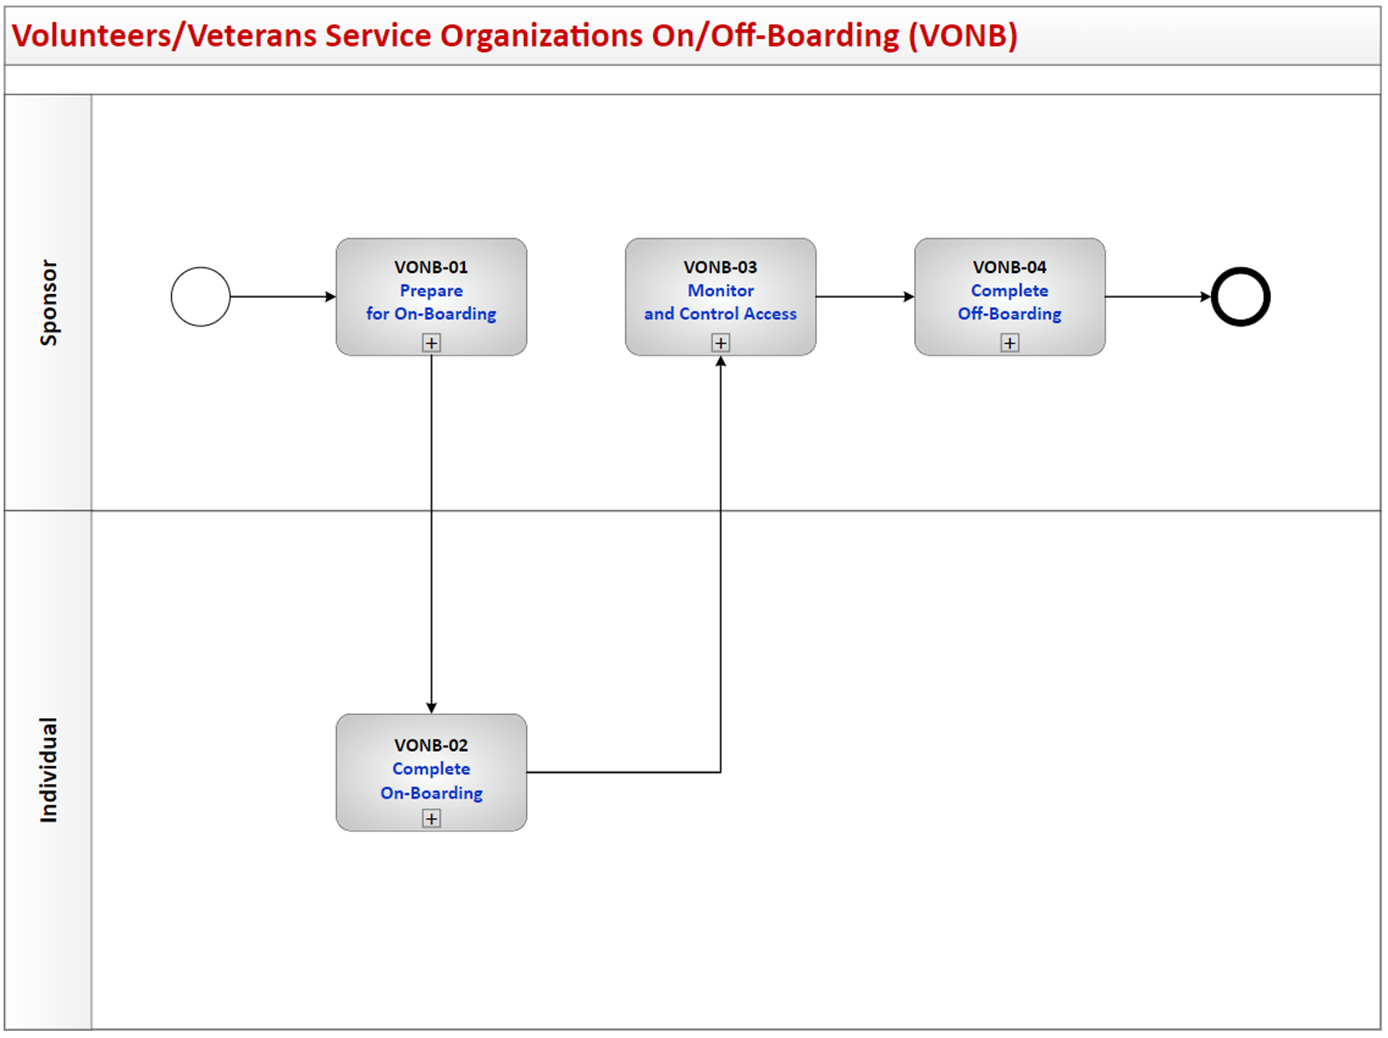 Volunteers/Veterans Service Organizations On/Off-Boarding (VONB)
Sponsor
VONB-01
Prepare
for On-Boarding
VONB-03
Monitor
and Control Access
VONB-04
Complete
Off-Boarding
Individual
VONB-02
Complete
On-Boarding